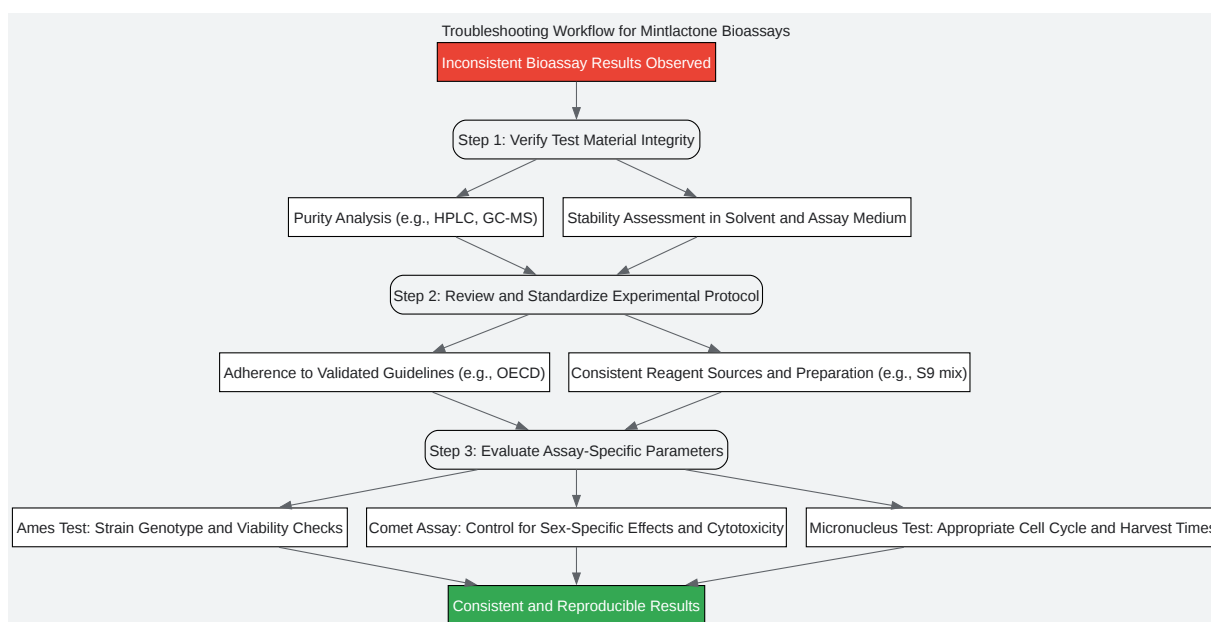 Troubleshooting Workflow for Mintlactone Bioassays
Inconsistent Bioassay Results Observed
Step 1: Verify Test Material Integrity
Purity Analysis (e.g., HPLC, GC-MS)
Stability Assessment in Solvent and Assay Medium
Step 2: Review and Standardize Experimental Protocol
Adherence to Validated Guidelines (e.g., OECD)
Consistent Reagent Sources and Preparation (e.g., S9 mix)
Step 3: Evaluate Assay-Specific Parameters
Ames Test: Strain Genotype and Viability Checks
Comet Assay: Control for Sex-Specific Effects and Cytotoxicity
Micronucleus Test: Appropriate Cell Cycle and Harvest Times
Consistent and Reproducible Results